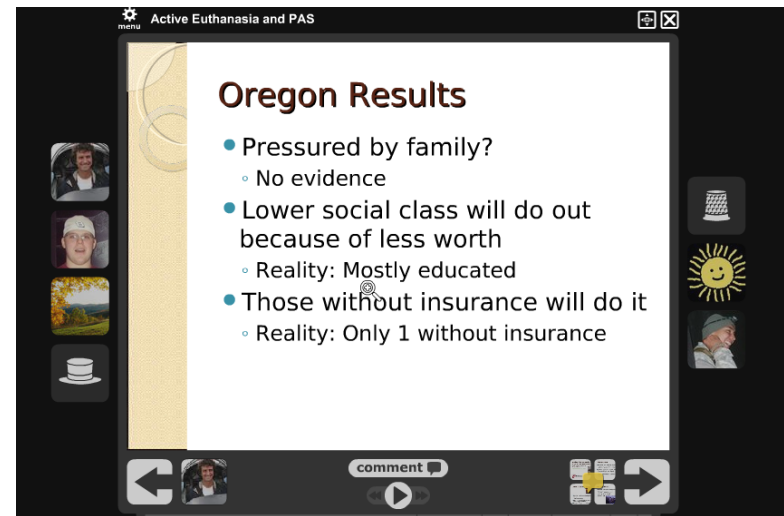 menu
Active Euthanasia and PAS
Oregon Results
Pressured by family?
No evidence
Lower social class will do out
because of less worth
Reality: Mostly educated
Those without insurance will do it
Reality: Only 1 without insurance
comment